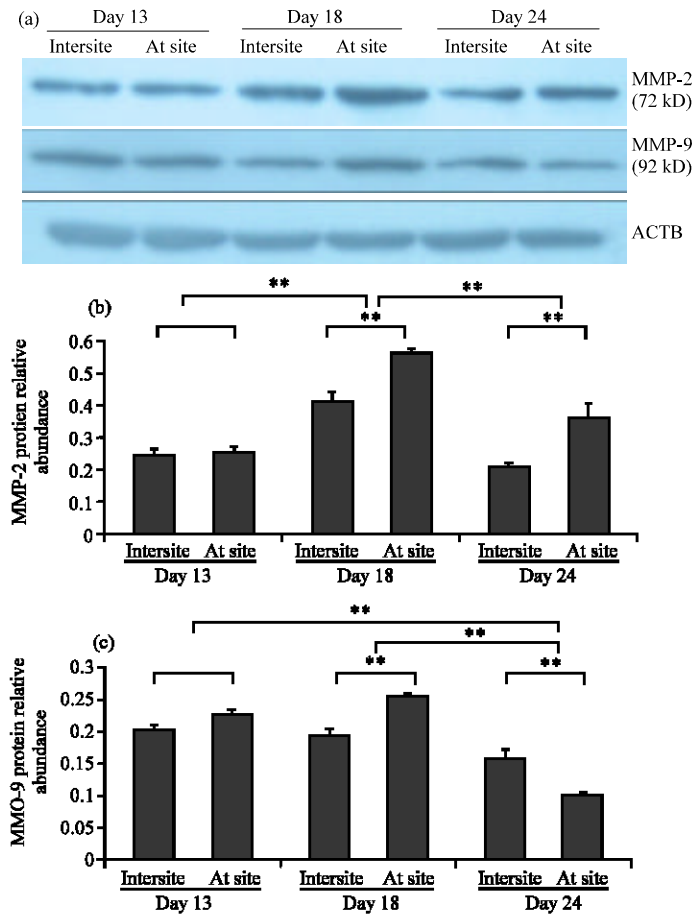 (a)
Day 13 Day 18 Day 24
Intersite At site Intersite At site Intersite At site
MMP-2
(72 kD)
MMP-9
(92 kD)
ACTB
(b)
** **
** **
MMP-2 protien relative
abundance
0.6
0.5
0.4
0.3
0.2
0.1
0
Intersite At site Intersite At site Intersite At site
Day 13 Day 18 Day 24
(c)
**
**
** **
MMO-9 protein relative
abundance
0.3
0.25
0.2
0.15
0.1
0.05
0
Intersite At site Intersite At site Intersite At site
Day 13 Day 18 Day 24